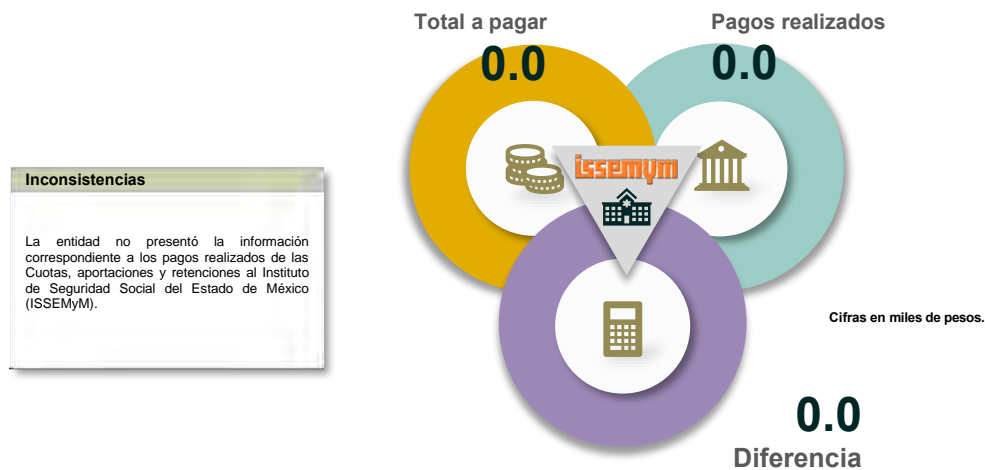 Total a pagar
0.0
Pagos realizados
0.0
issemym
Inconsistencias
La entidad no presentó la información
correspondiente a los pagos realizados de las
Cuotas, aportaciones y retenciones al Instituto
de Seguridad Social del Estado de México
(ISSEMyM).
Cifras en miles de pesos.
0.0
Diferencia